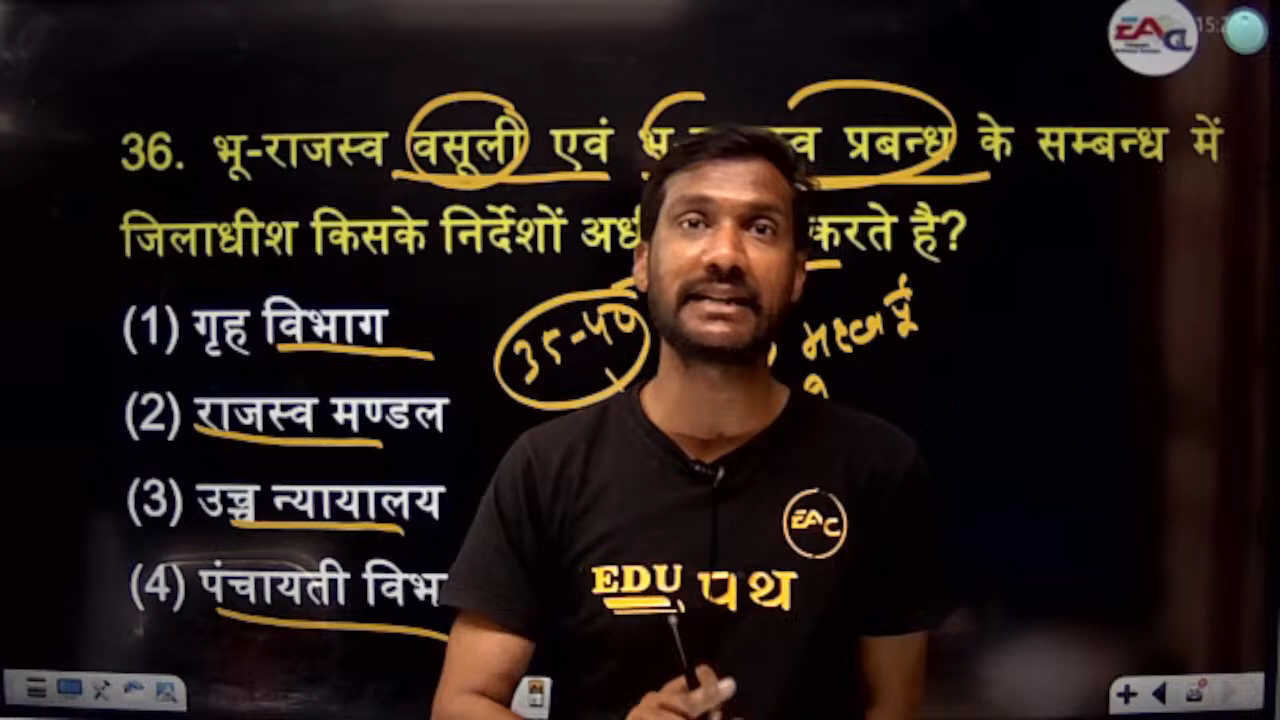 36. भू-राजस्व वसूली एवं प्रबन्ध के सम्बन्ध में
जिलाधीश किसके निर्देशों करते है?
(1) गृह विभाग
35-40
(2) राजस्व मण्डल
(3) उच्च न्यायालय
(4) पंचायती
EAC
EDU पथ